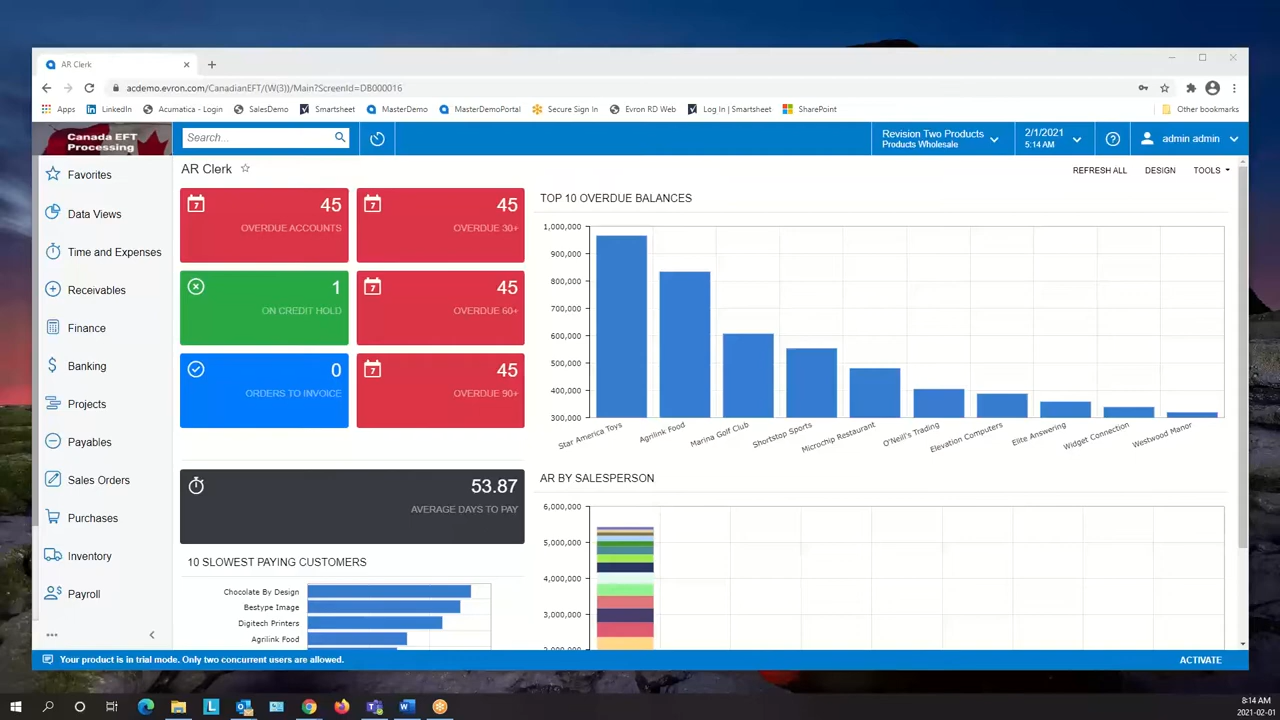 AR Clerk
acdemo.evron.com/CanadianEFT/(W(3))/Main?ScreenId=DB000016
Apps LinkedIn Acumatica - Login SalesDemo Smartsheet MasterDemo MasterDemoPortal Secure Sign In Evron RD Web Log In | Smartsheet SharePoint Other bookmarks
Canada EFT
Processing
Search...
Revision Two Products
Products Wholesale
2/1/2021
5:14 AM
admin admin
Favorites
Data Views
Time and Expenses
Receivables
Finance
Banking
Projects
Payables
Sales Orders
Purchases
Inventory
Payroll
AR Clerk
REFRESH ALL DESIGN TOOLS
7 45
OVERDUE ACCOUNTS
7 45
OVERDUE 30+
1
ON CREDIT HOLD
7 45
OVERDUE 60+
0
ORDERS TO INVOICE
7 45
OVERDUE 90+
53.87
AVERAGE DAYS TO PAY
10 SLOWEST PAYING CUSTOMERS
Chocolate By Design
Bestype Image
Digitech Printers
Agrilink Food
TOP 10 OVERDUE BALANCES
1,000,000
900,000
800,000
700,000
600,000
500,000
400,000
300,000
Star America Toys
Agrilink Food
Marina Golf Club
Shortstop Sports
Microchip Restaurant
O'Neill's Trading
Elevation Computers
Elite Answering
Widget Connection
Westwood Manor
AR BY SALESPERSON
6,000,000
5,000,000
4,000,000
3,000,000
Your product is in trial mode. Only two concurrent users are allowed. ACTIVATE
8:14 AM
2021-02-01